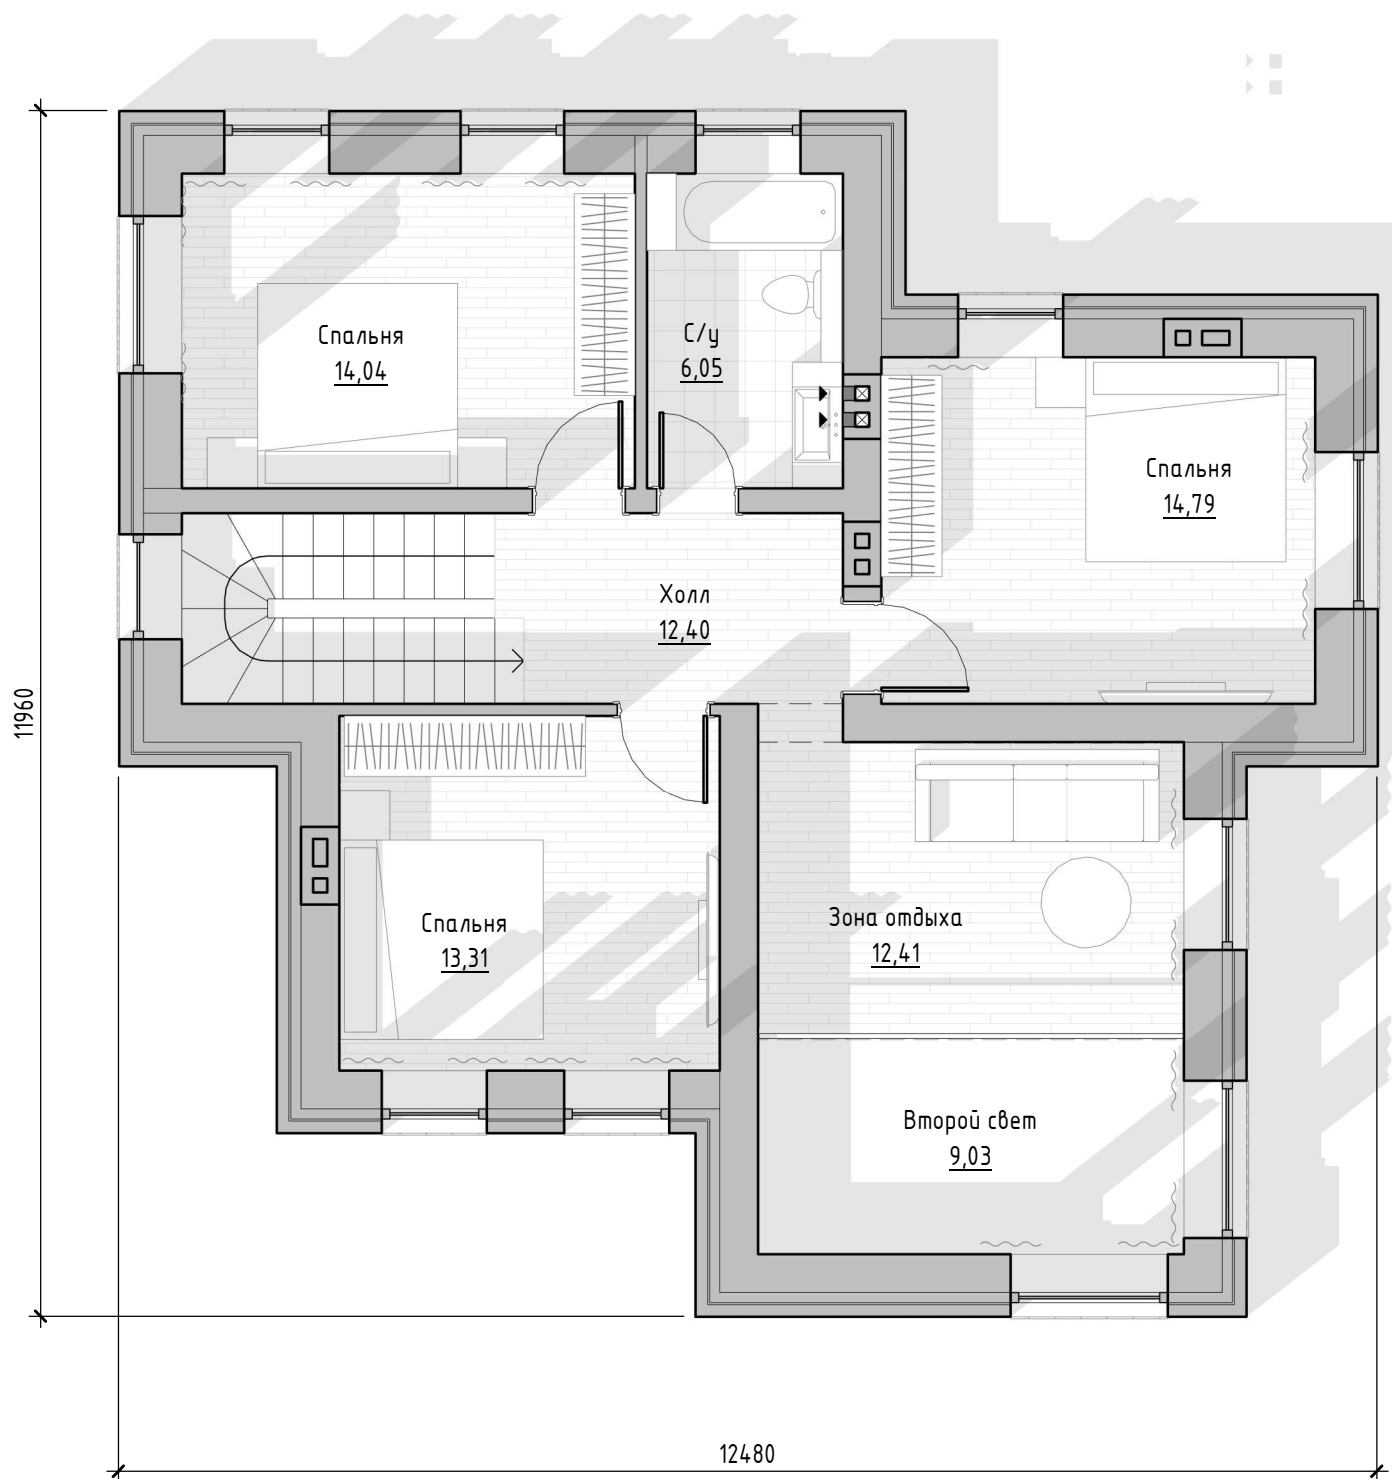 Спальня
14,04
С/у
6,05
Спальня
14,79
Холл
12,40
11960
Спальня
13,31
Зона отдыха
12,41
Второй свет
9,03
12480